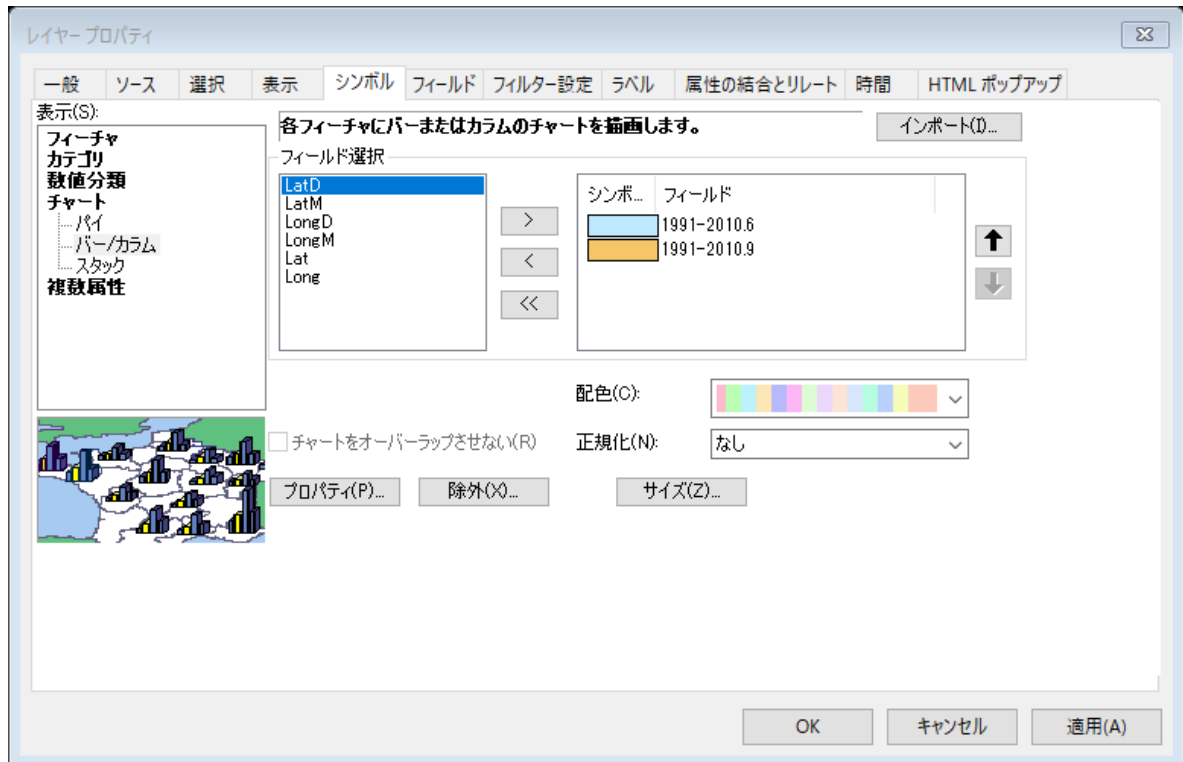 レイヤー プロパティ
一般 ソース 選択 表示 シンボル フィールド フィルター設定 ラベル 属性の結合とリレート 時間 HTML ポップアップ
表示(S):
フィーチャ
カテゴリ
数値分類
チャート
パイ
バー/カラム
スタック
複数属性
各フィーチャにバーまたはカラムのチャートを描画します。
インポート(I)...
フィールド選択
LatD
LatM
LongD
LongM
Lat
Long
>
<
<<
シンボ... フィールド
1991-2010.6
1991-2010.9
配色(C):
チャートをオーバーラップさせない(R)
正規化(N): なし
プロパティ(P)... 除外(X)... サイズ(Z)...
OK キャンセル 適用(A)